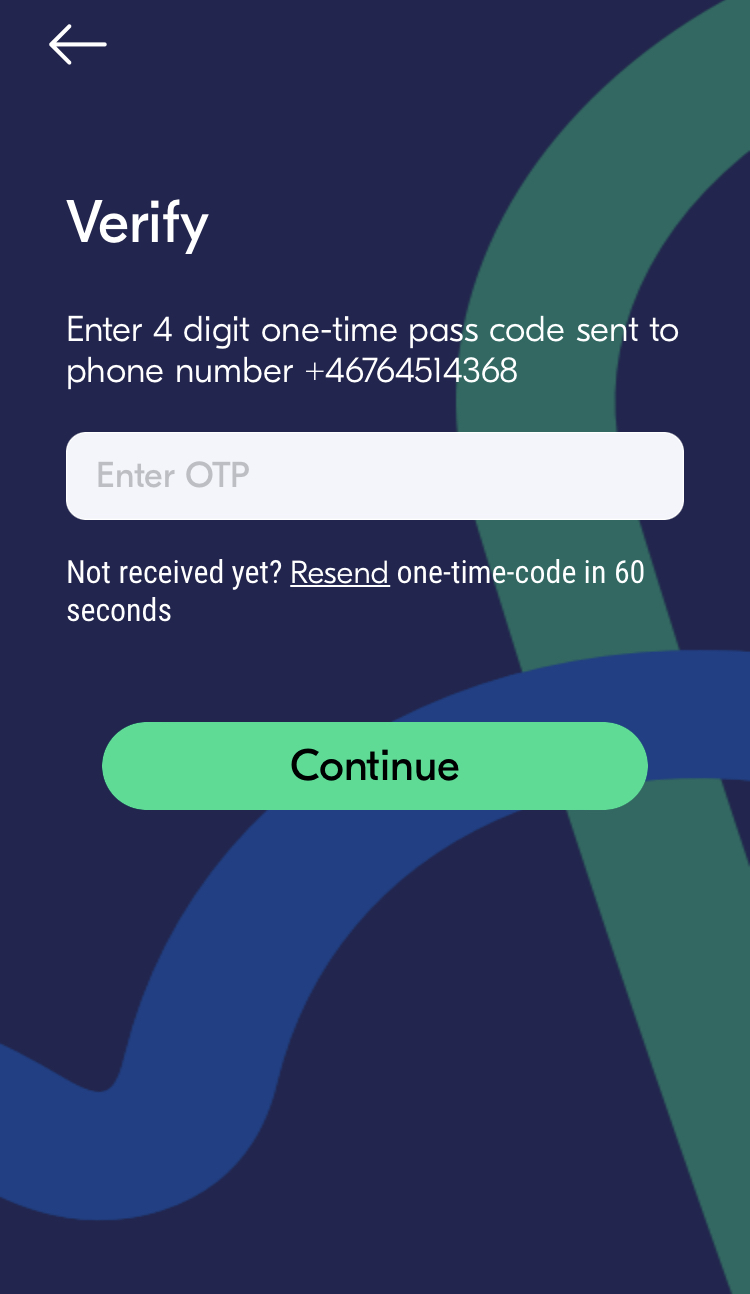 Verify
Enter 4 digit one-time pass code sent to
phone number +46764514368
Enter OTP
Not received yet? Resend one-time-code in 60
seconds
Continue